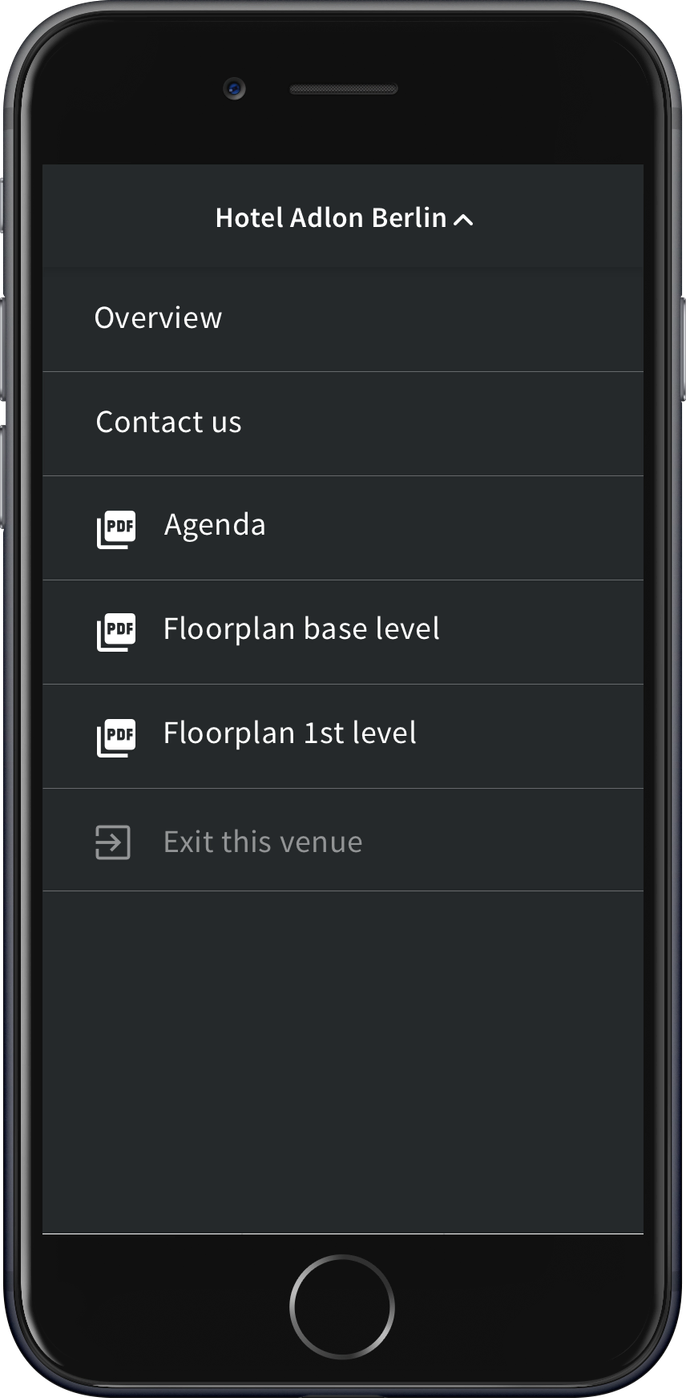 Hotel Adlon Berlin
Overview
Contact us
PDF Agenda
PDF Floorplan base level
PDF Floorplan 1st level
Exit this venue